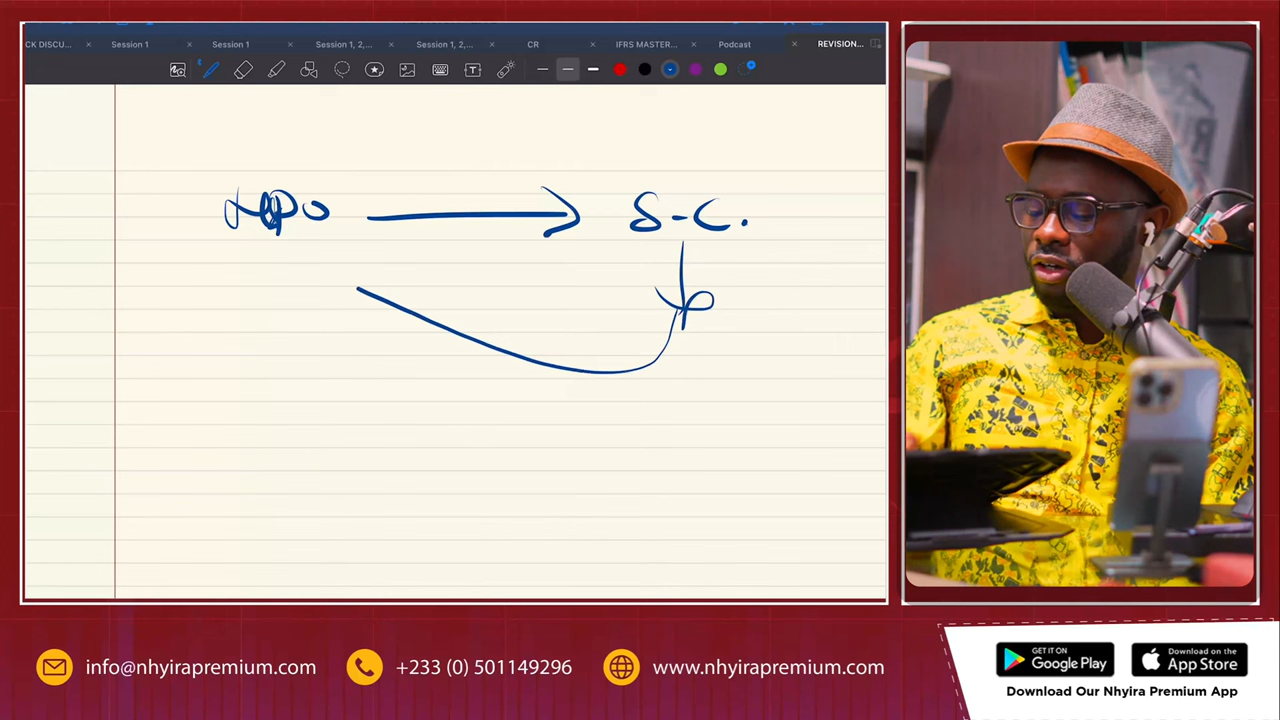 CK DISCU... Session 1 Session 1 Session 1, 2,... Session 1, 2,... CR IFRS MASTER... Podcast REVISION...
S-C.
info@nhyirapremium.com +233 (0) 501149296 www.nhyirapremium.com
GET IT ON Google Play
Download on the App Store
Download Our Nhyira Premium App